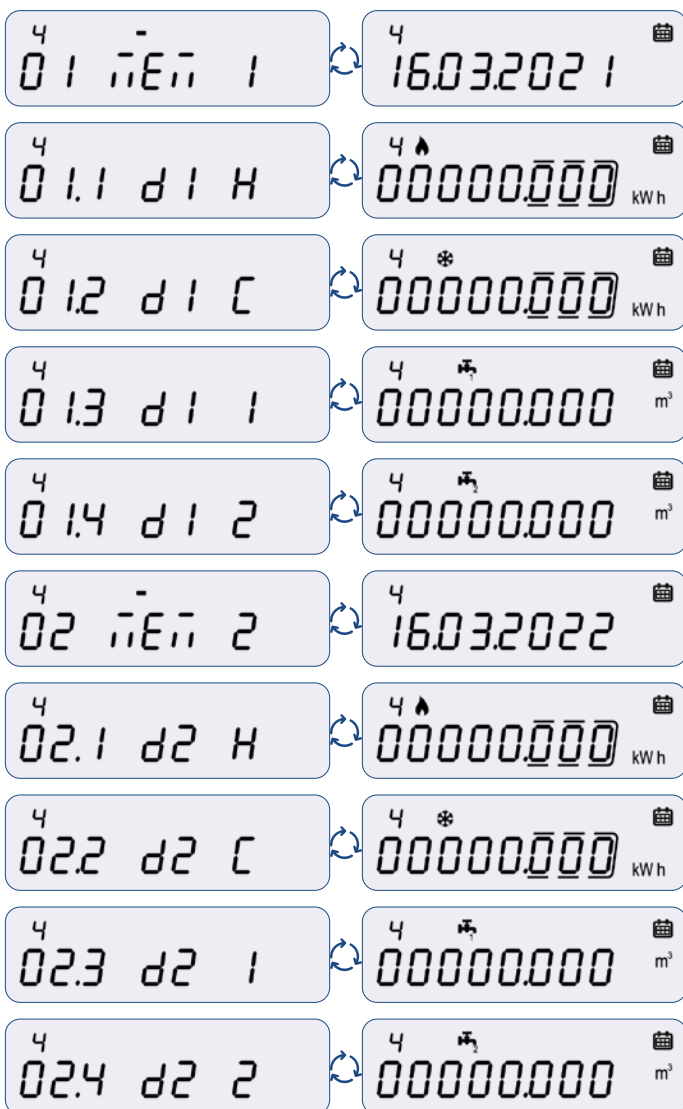 4 -
01 MEM 1
4
16.03.2021
4
01.1 d1 H
4
00000.000 kWh
4
01.2 d1 C
4
00000.000 kWh
4
01.3 d1 1
4 1
00000.000 m³
4
01.4 d1 2
4 2
00000.000 m³
4 -
02 MEM 2
4
16.03.2022
4
02.1 d2 H
4
00000.000 kWh
4
02.2 d2 C
4
00000.000 kWh
4
02.3 d2 1
4 1
00000.000 m³
4
02.4 d2 2
4 2
00000.000 m³